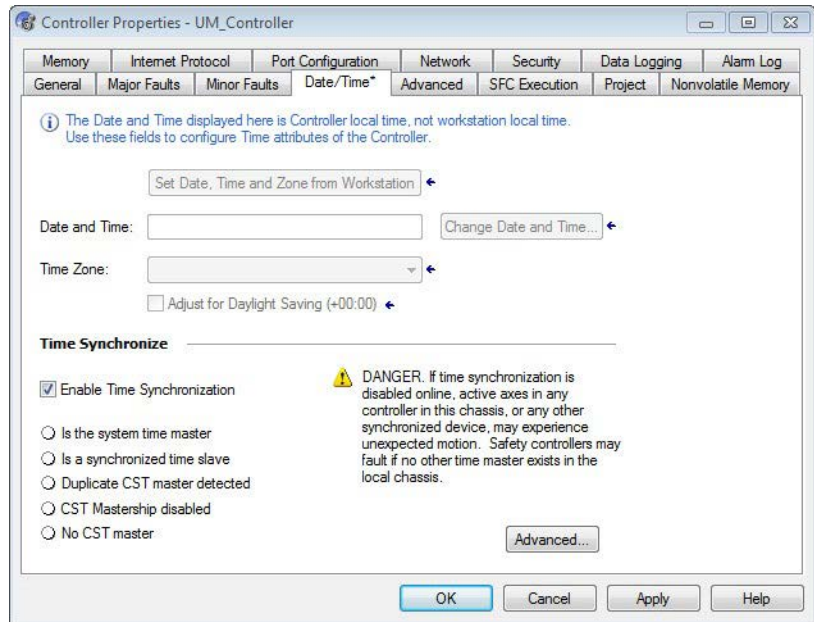 Controller Properties - UM_Controller
Memory Internet Protocol Port Configuration Network Security Data Logging Alarm Log
General Major Faults Minor Faults Date/Time* Advanced SFC Execution Project Nonvolatile Memory
The Date and Time displayed here is Controller local time, not workstation local time.
Use these fields to configure Time attributes of the Controller.
Set Date, Time and Zone from Workstation
Date and Time: Change Date and Time...
Time Zone:
Adjust for Daylight Saving (+00:00)
Time Synchronize
Enable Time Synchronization
Is the system time master
Is a synchronized time slave
Duplicate CST master detected
CST Mastership disabled
No CST master
DANGER. If time synchronization is
disabled online, active axes in any
controller in this chassis, or any other
synchronized device, may experience
unexpected motion. Safety controllers may
fault if no other time master exists in the
local chassis.
Advanced...
OK Cancel Apply Help